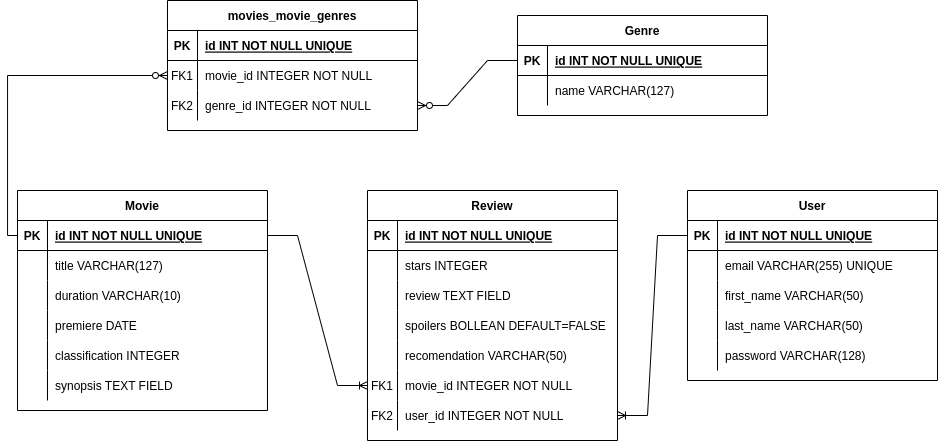 movies_movie_genres
PK id INT NOT NULL UNIQUE
FK1 movie_id INTEGER NOT NULL
FK2 genre_id INTEGER NOT NULL
Genre
PK id INT NOT NULL UNIQUE
name VARCHAR(127)
Movie
PK id INT NOT NULL UNIQUE
title VARCHAR(127)
duration VARCHAR(10)
premiere DATE
classification INTEGER
synopsis TEXT FIELD
Review
PK id INT NOT NULL UNIQUE
stars INTEGER
review TEXT FIELD
spoilers BOLLEAN DEFAULT=FALSE
recomendation VARCHAR(50)
FK1 movie_id INTEGER NOT NULL
FK2 user_id INTEGER NOT NULL
User
PK id INT NOT NULL UNIQUE
email VARCHAR(255) UNIQUE
first_name VARCHAR(50)
last_name VARCHAR(50)
password VARCHAR(128)